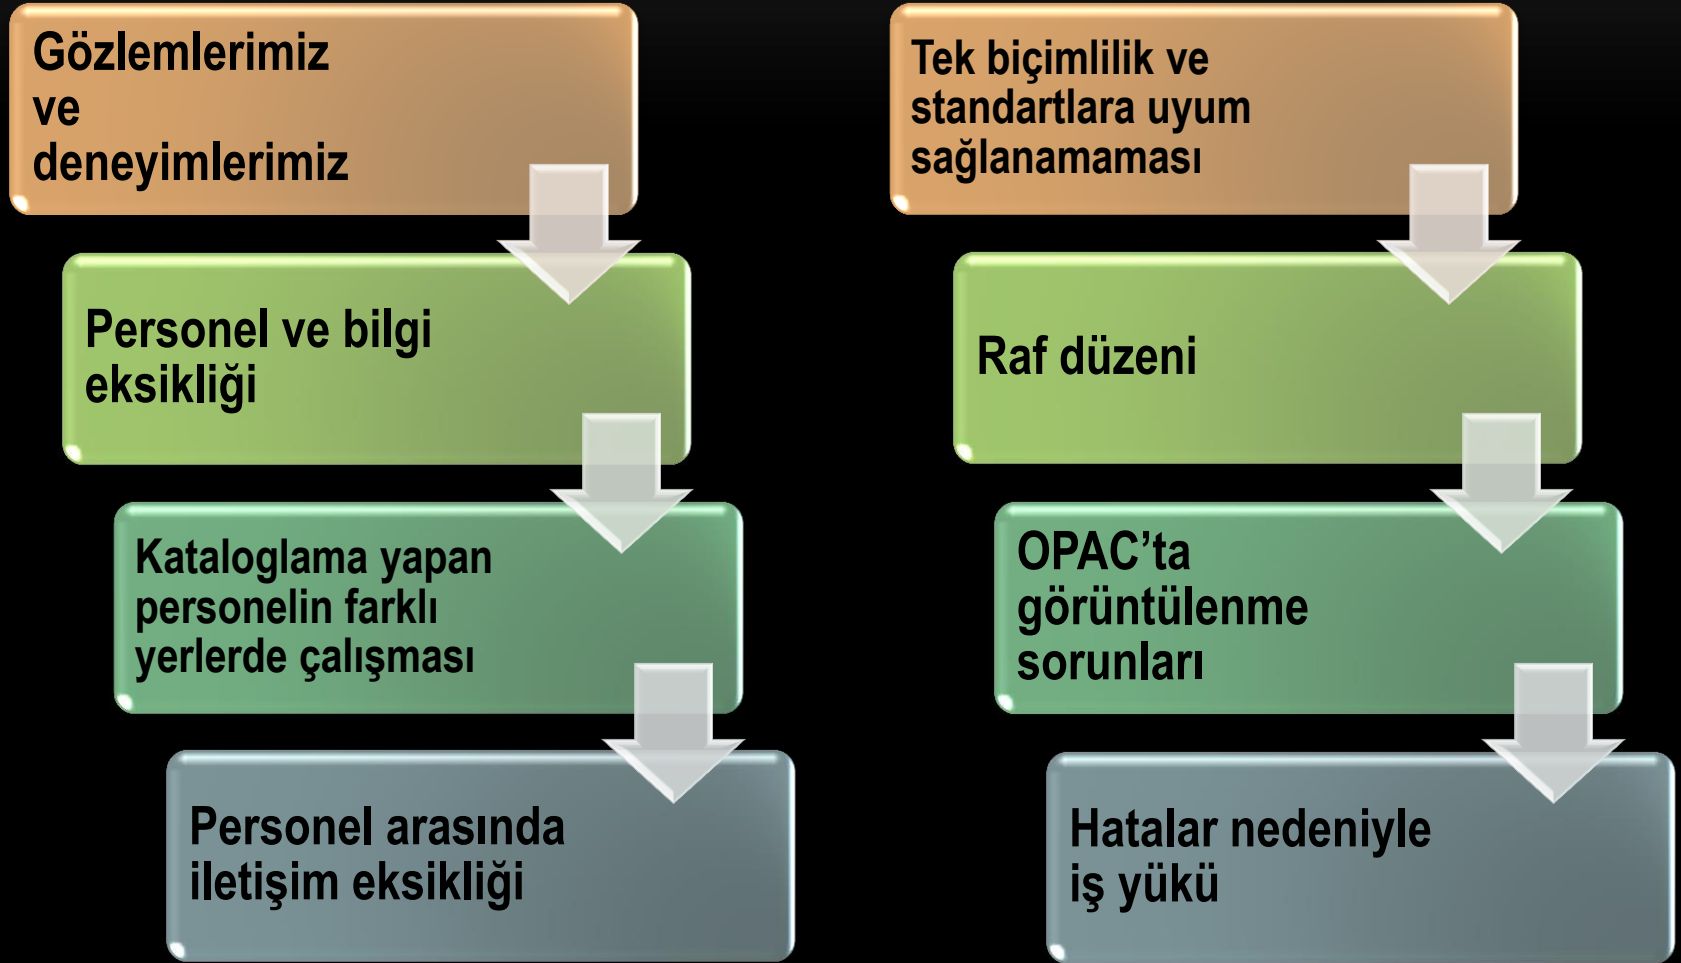 Gözlemlerimiz
ve
deneyimlerimiz
Personel ve bilgi
eksikliği
Kataloglama yapan
personelin farklı
yerlerde çalışması
Personel arasında
iletişim eksikliği
Tek biçimlilik ve
standartlara uyum
sağlanamaması
Raf düzeni
OPAC’ta
görüntülenme
sorunları
Hatalar nedeniyle
iş yükü